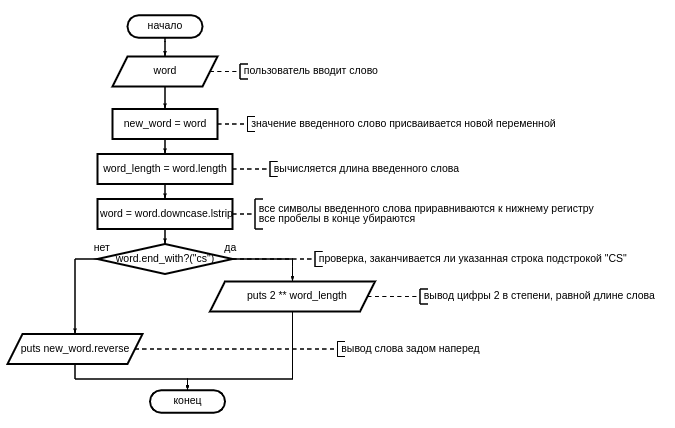 начало
word
пользователь вводит слово
new_word = word
значение введенного слово присваивается новой переменной
word_length = word.length
вычисляется длина введенного слова
word = word.downcase.lstrip
все символы введенного слова приравниваются к нижнему регистру
все пробелы в конце убираются
нет
да
word.end_with?("cs")
проверка, заканчивается ли указанная строка подстрокой "CS"
puts 2 ** word_length
вывод цифры 2 в степени, равной длине слова
puts new_word.reverse
вывод слова задом наперед
конец